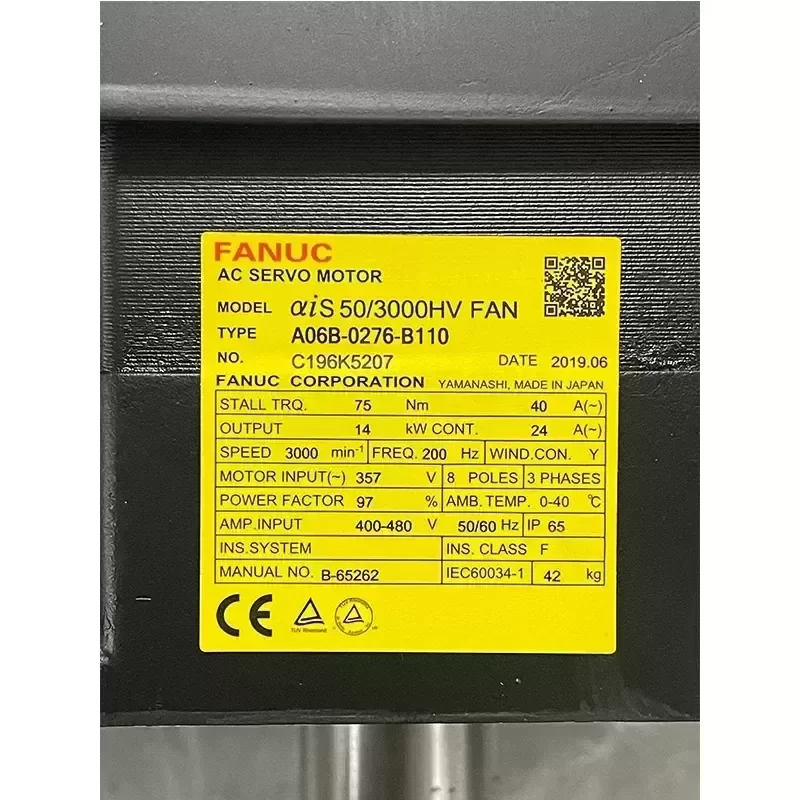 FANUC
AC SERVO MOTOR
MODEL αiS 50/3000HV FAN
TYPE A06B-0276-B110
NO. C196K5207 DATE 2019.06
FANUC CORPORATION YAMANASHI, MADE IN JAPAN
STALL TRQ. 75 Nm 40 A(~)
OUTPUT 14 kW CONT. 24 A(~)
SPEED 3000 min-1 FREQ. 200 Hz WIND.CON. Y
MOTOR INPUT(~) 357 V 8 POLES 3 PHASES
POWER FACTOR 97 % AMB.TEMP. 0-40 ℃
AMP.INPUT 400-480 V 50/60 Hz IP 65
INS.SYSTEM INS. CLASS F
MANUAL NO. B-65262 IEC60034-1 42 kg
CE
TÜV Rheinland